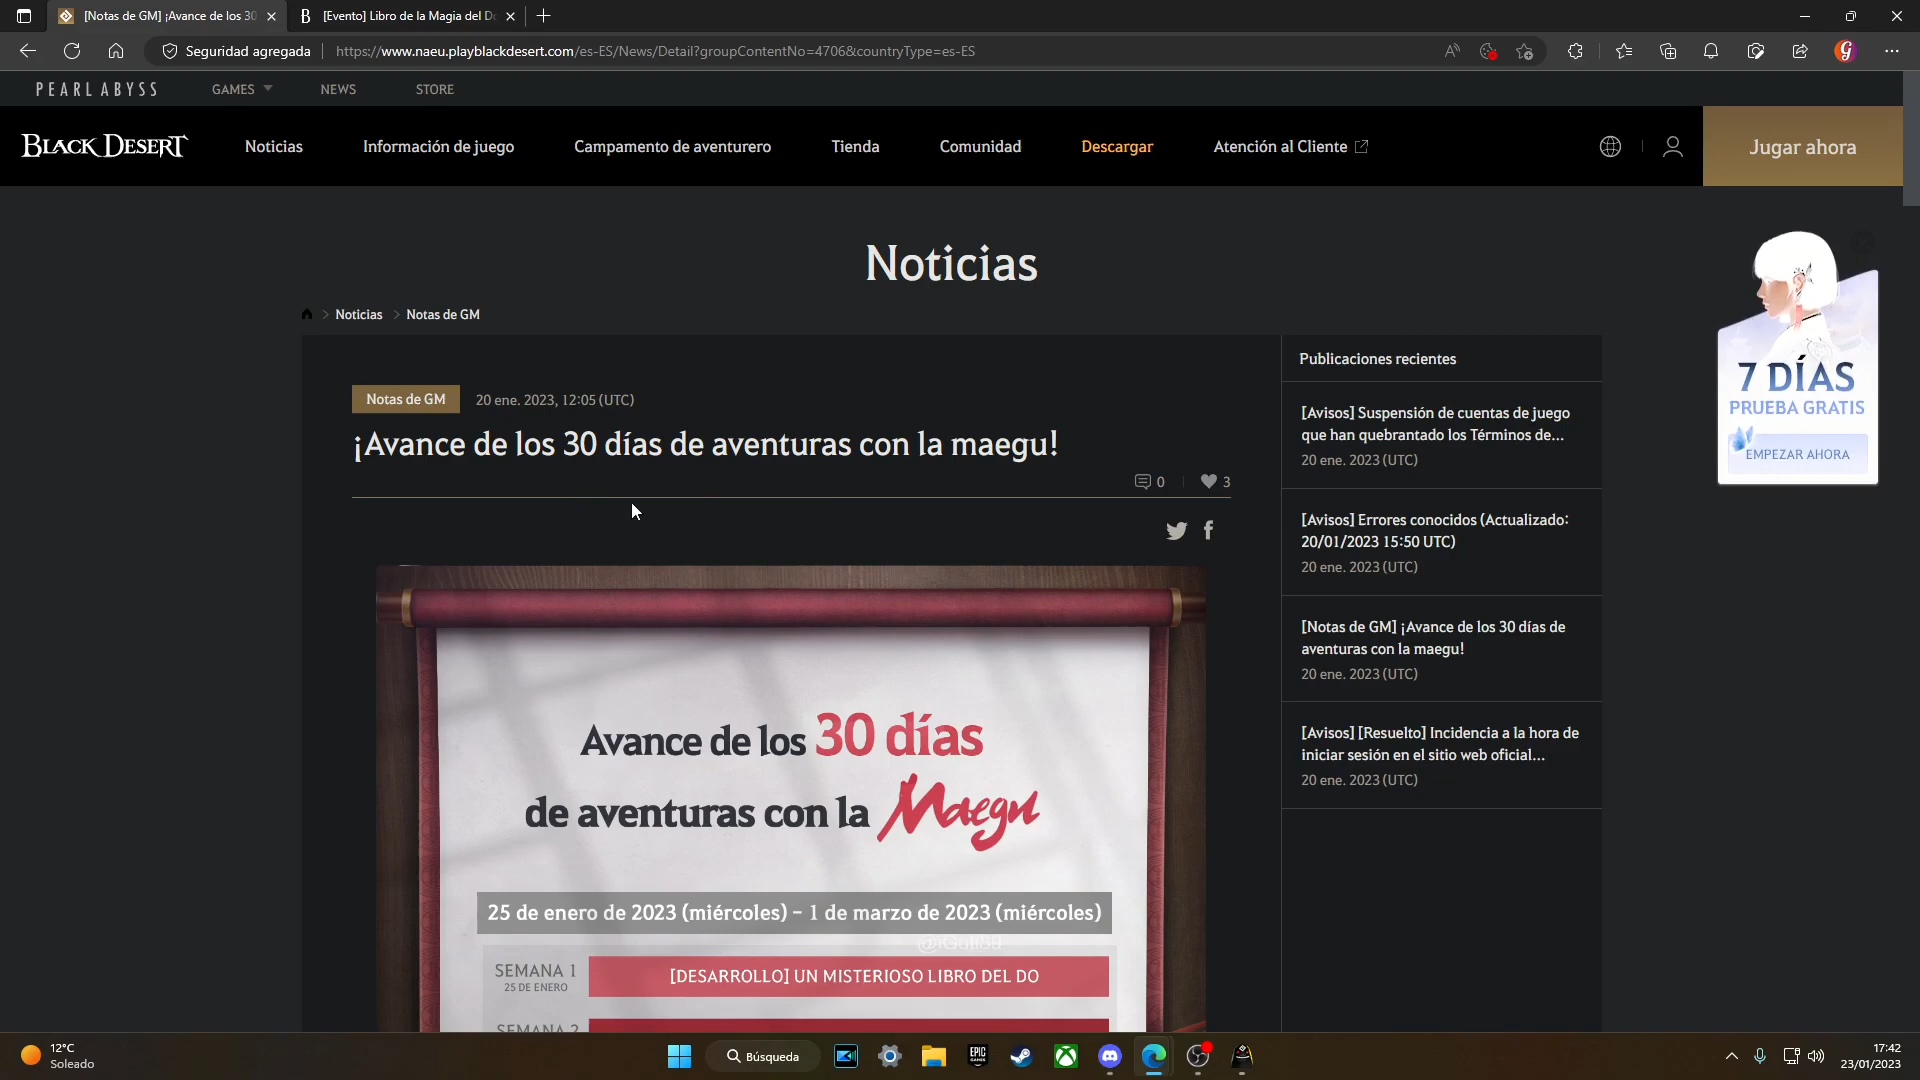 [Notas de GM] ¡Avance de los 30
[Evento] Libro de la Magia del Do
Seguridad agregada
https://www.naeu.playblackdesert.com/es-ES/News/Detail?groupContentNo=4706&countryType=es-ES
PEARL ABYSS
GAMES
NEWS
STORE
BLACK DESERT
Noticias
Información de juego
Campamento de aventurero
Tienda
Comunidad
Descargar
Atención al Cliente
Jugar ahora
Noticias
Noticias > Notas de GM
Notas de GM
20 ene. 2023, 12:05 (UTC)
¡Avance de los 30 días de aventuras con la maegu!
0
3
Avance de los 30 días
de aventuras con la Maegu
25 de enero de 2023 (miércoles) – 1 de marzo de 2023 (miércoles)
@iGuti88
SEMANA 1
25 DE ENERO
[DESARROLLO] UN MISTERIOSO LIBRO DEL DO
SEMANA 2
Publicaciones recientes
[Avisos] Suspensión de cuentas de juego
que han quebrantado los Términos de...
20 ene. 2023 (UTC)
[Avisos] Errores conocidos (Actualizado:
20/01/2023 15:50 UTC)
20 ene. 2023 (UTC)
[Notas de GM] ¡Avance de los 30 días de
aventuras con la maegu!
20 ene. 2023 (UTC)
[Avisos] [Resuelto] Incidencia a la hora de
iniciar sesión en el sitio web oficial...
20 ene. 2023 (UTC)
7 DÍAS
PRUEBA GRATIS
EMPEZAR AHORA
12°C
Soleado
Búsqueda
EPIC
GAMES
17:42
23/01/2023